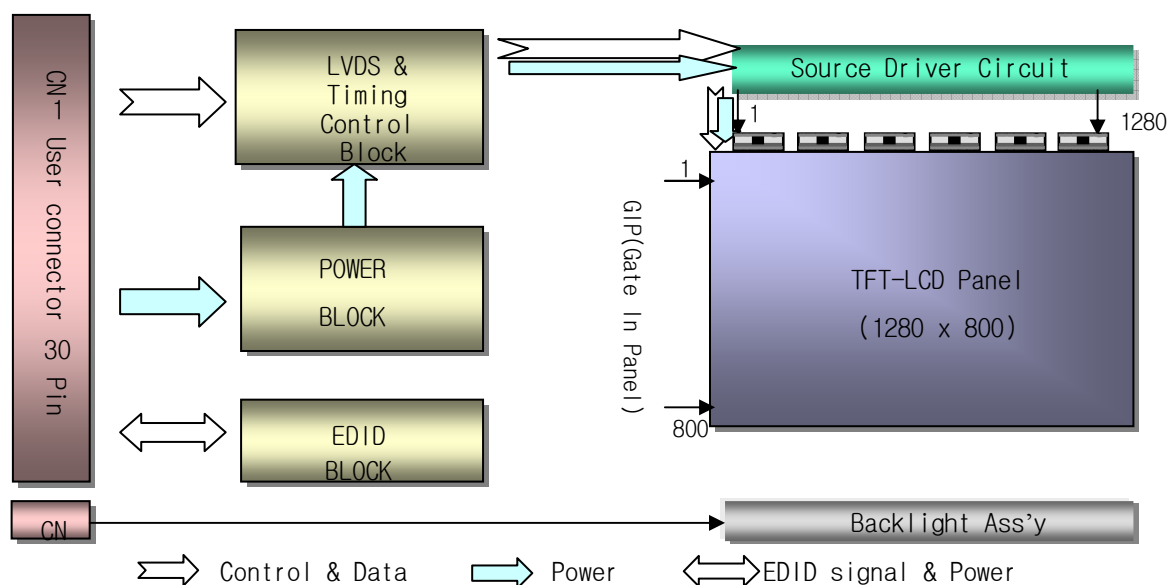 CN-1 User connector 30 Pin
LVDS &
Timing
Control
Block
POWER
BLOCK
EDID
BLOCK
Source Driver Circuit
1
1280
1
GIP(Gate In Panel)
800
TFT-LCD Panel
(1280 x 800)
CN
Backlight Ass'y
Control & Data
Power
EDID signal & Power